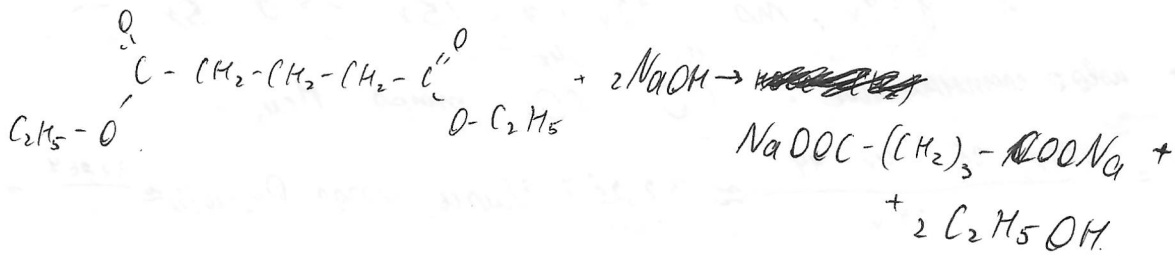 O O
C - CH2 - CH2 - CH2 - C + 2NaOH →
C2H5 - O O - C2H5
NaOOC - (CH2)3 - COONa +
+ 2 C2H5OH.